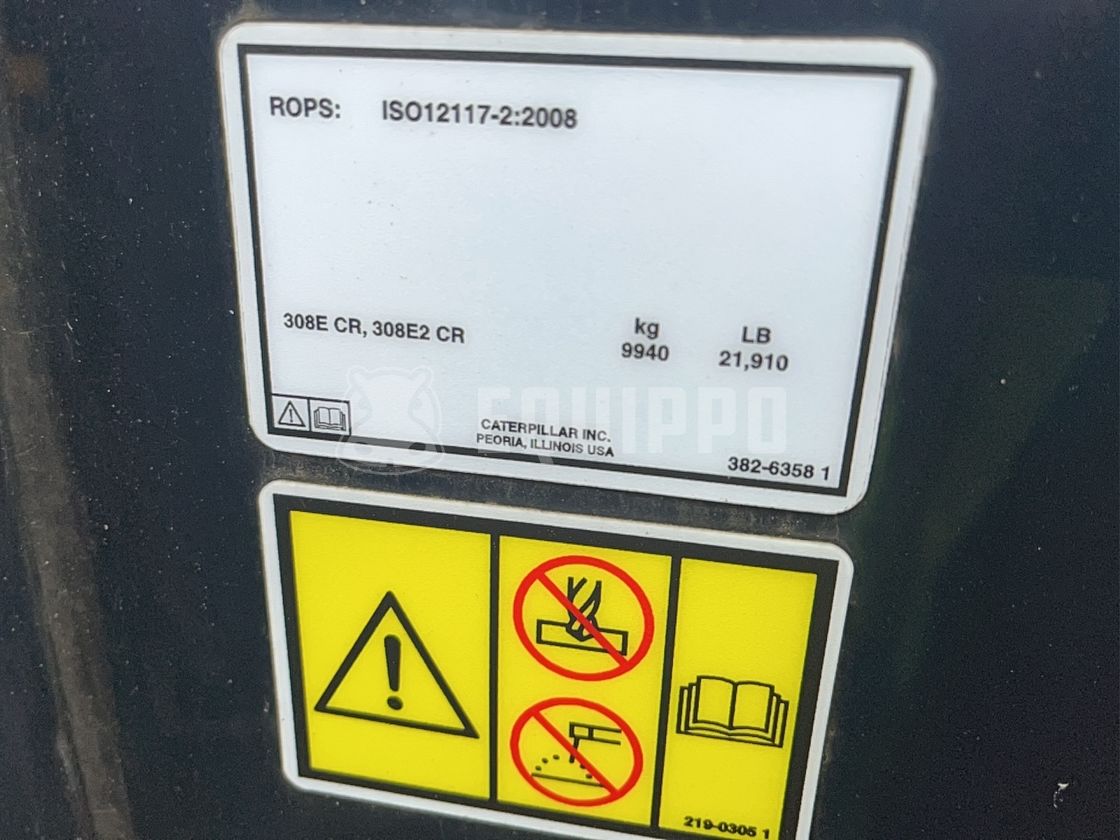 ROPS: ISO12117-2:2008
kg LB
308E CR, 308E2 CR 9940 21,910
EQUIPPO
CATERPILLAR INC.
PEORIA, ILLINOIS USA
382-6358 1
219-0305 1